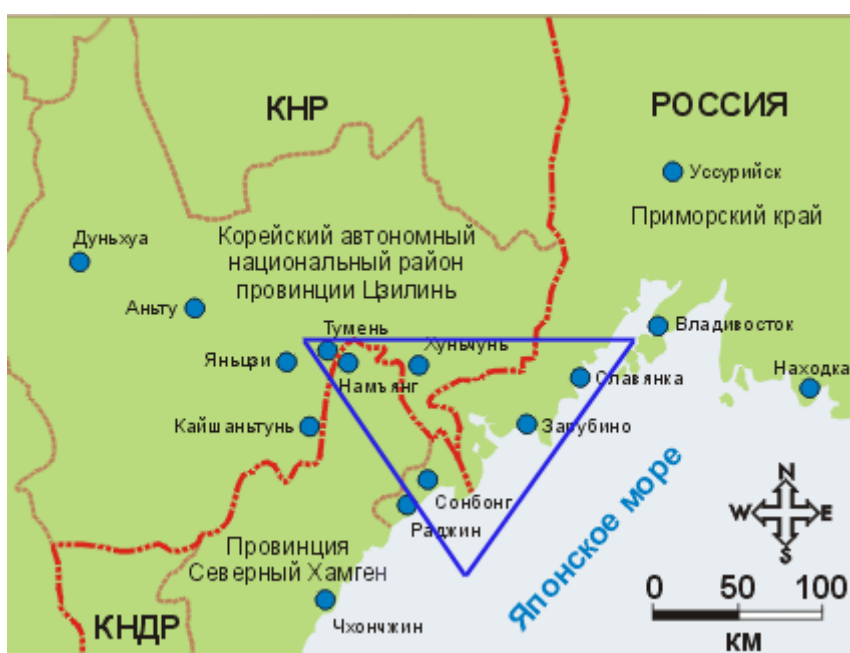 КНР
РОССИЯ
Уссурийск
Приморский край
Дуньхуа
Корейский автономный
национальный район
провинции Цзилинь
Аньту
Тумень
Владивосток
Яньцзи
Хуньчунь
Намъянг
Славянка
Находка
Кайшаньтунь
Зарубино
Сонбонг
Раджин
Японское море
N
W
E
S
Провинция
Северный Хамген
0 50 100
КМ
КНДР
Чхончжин